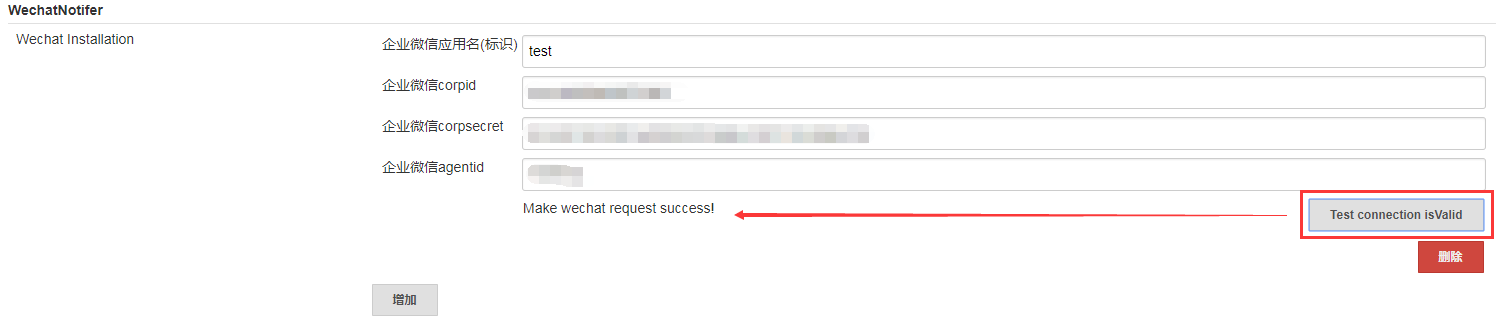 WechatNotifer
Wechat Installation
企业微信应用名(标识)
test
企业微信corpid
企业微信corpsecret
企业微信agentid
Make wechat request success!
Test connection isValid
删除
增加